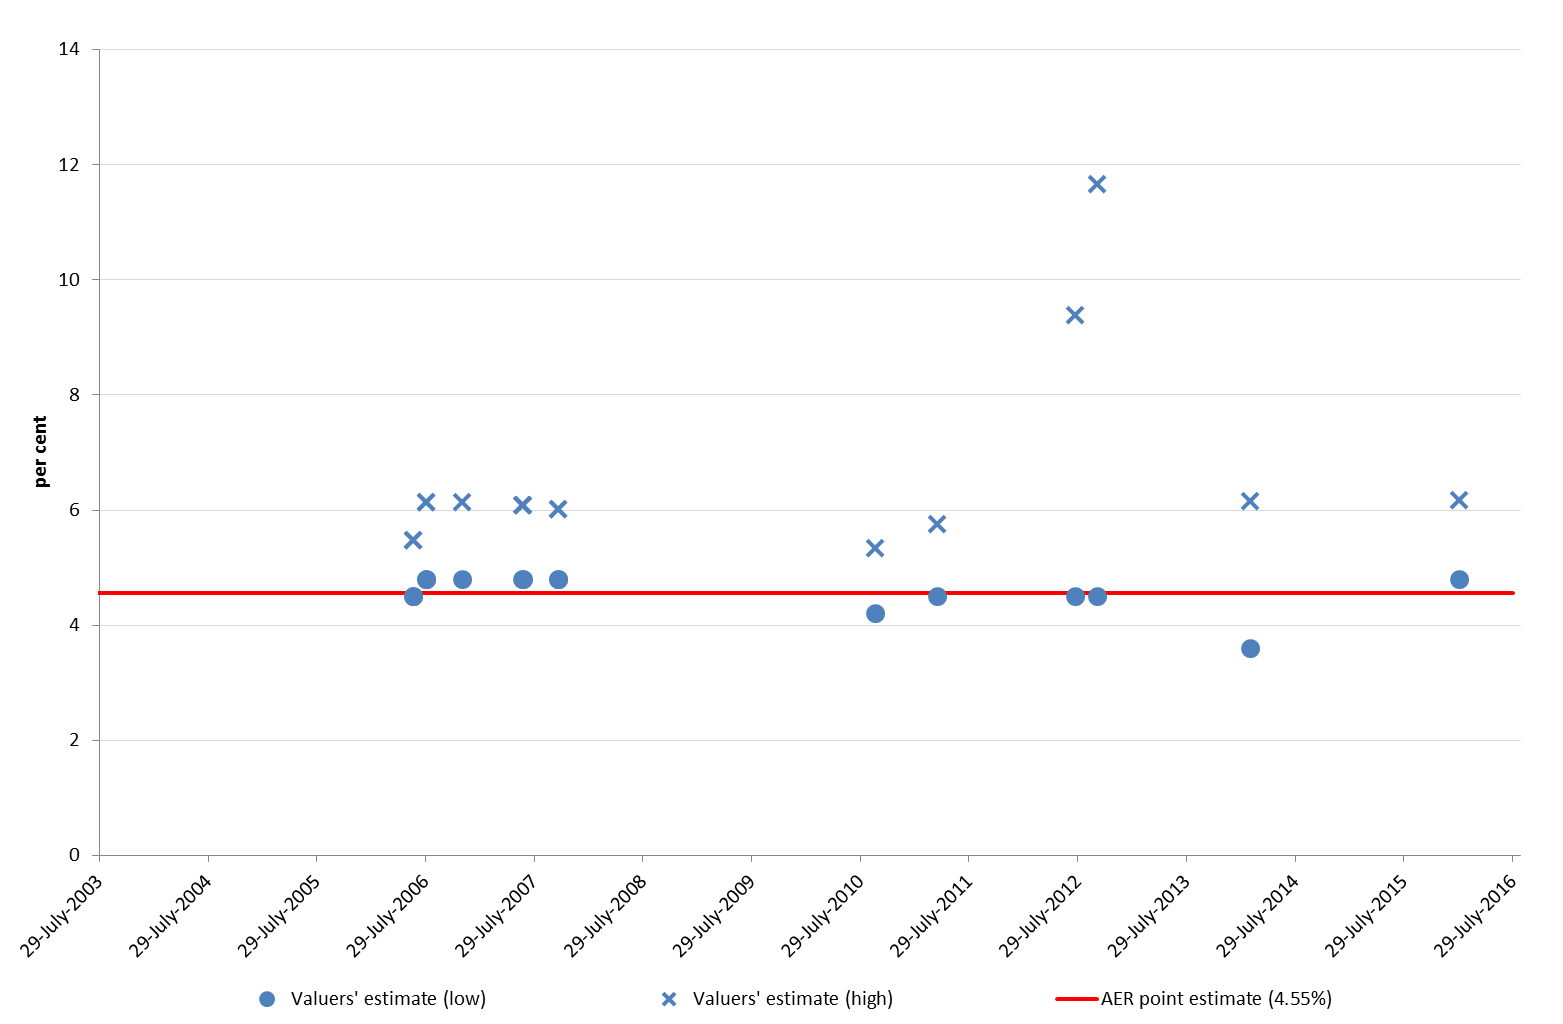 14
12
10
8
6
4
2
0
per cent
29-July-2003
29-July-2004
29-July-2005
29-July-2006
29-July-2007
29-July-2008
29-July-2009
29-July-2010
29-July-2011
29-July-2012
29-July-2013
29-July-2014
29-July-2015
29-July-2016
Valuers' estimate (low)
Valuers' estimate (high)
AER point estimate (4.55%)